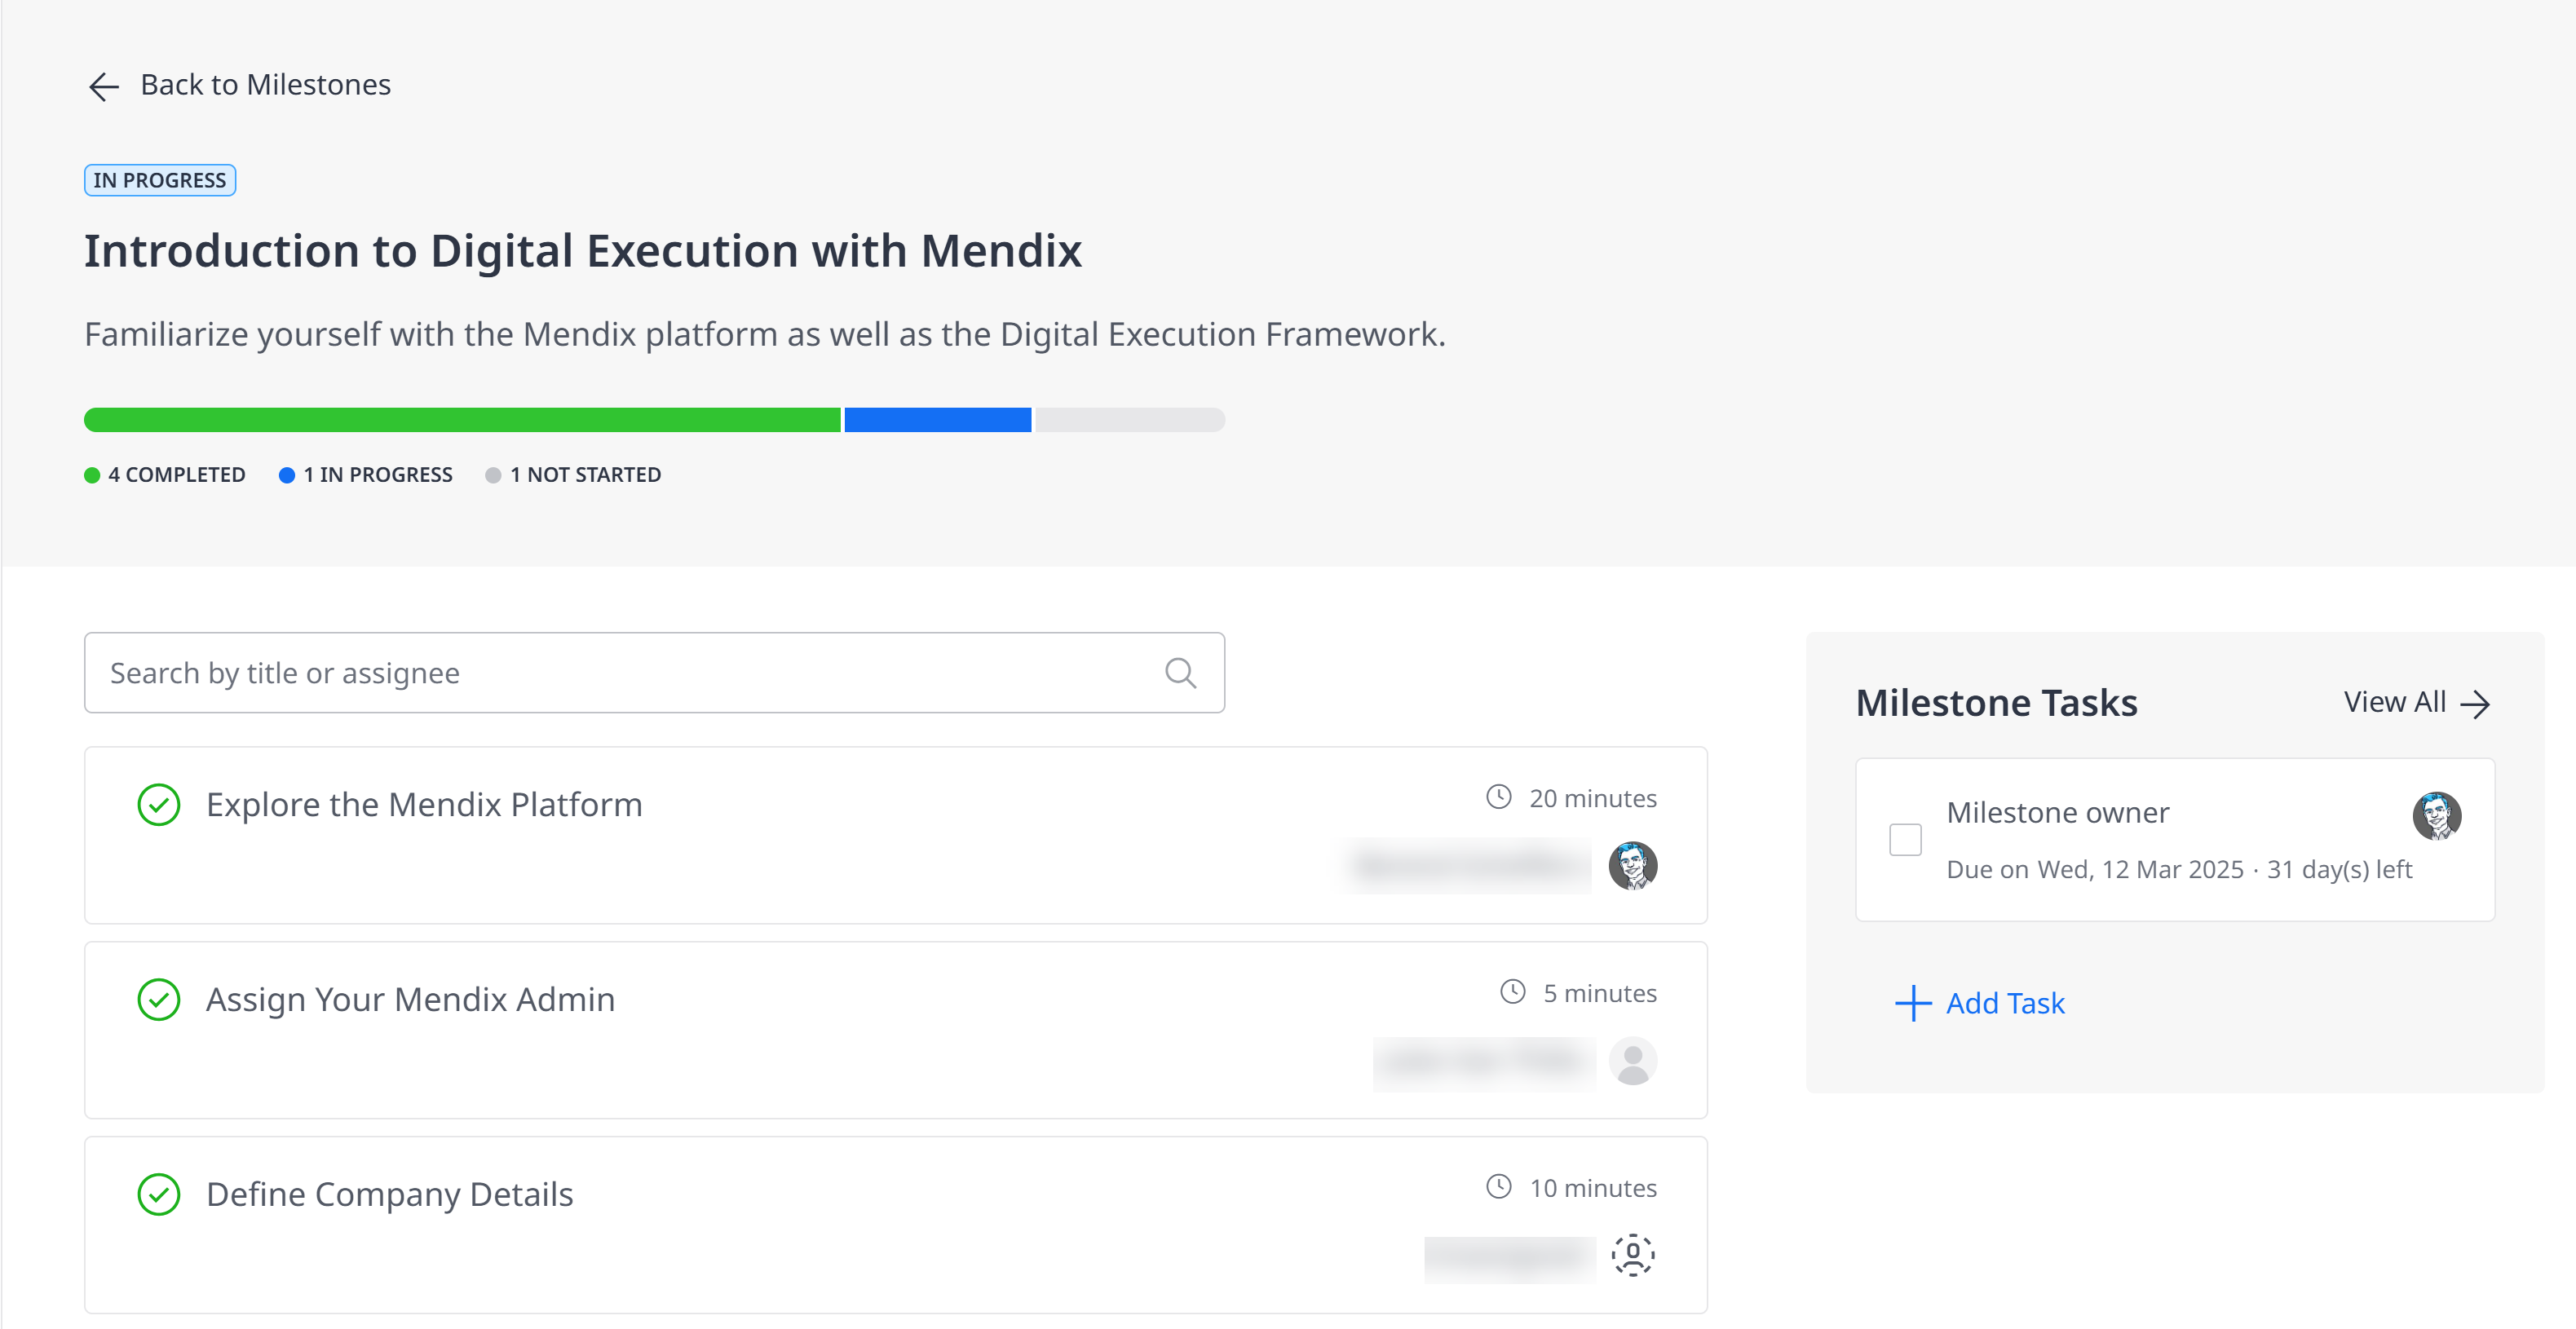 Back to Milestones
IN PROGRESS
Introduction to Digital Execution with Mendix
Familiarize yourself with the Mendix platform as well as the Digital Execution Framework.
4 COMPLETED 1 IN PROGRESS 1 NOT STARTED
Search by title or assignee
Explore the Mendix Platform
20 minutes
Assign Your Mendix Admin
5 minutes
Define Company Details
10 minutes
Milestone Tasks
View All
Milestone owner
Due on Wed, 12 Mar 2025 · 31 day(s) left
Add Task